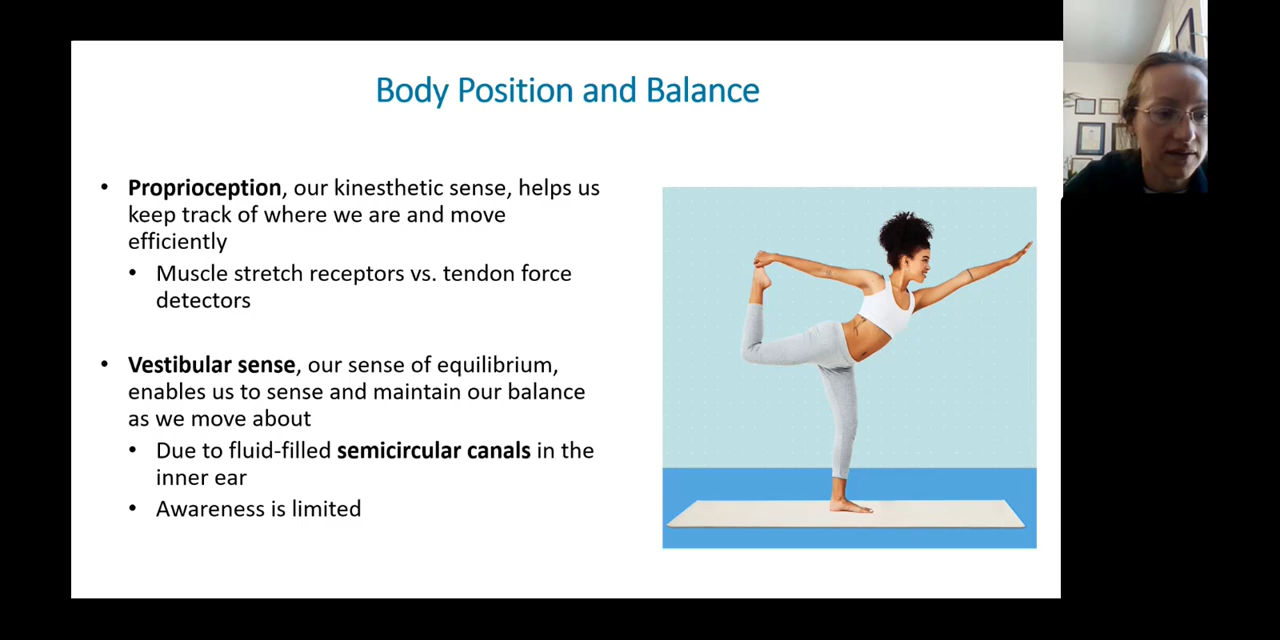 Body Position and Balance
• Proprioception, our kinesthetic sense, helps us
keep track of where we are and move
efficiently
• Muscle stretch receptors vs. tendon force
detectors
• Vestibular sense, our sense of equilibrium,
enables us to sense and maintain our balance
as we move about
• Due to fluid-filled semicircular canals in the
inner ear
• Awareness is limited